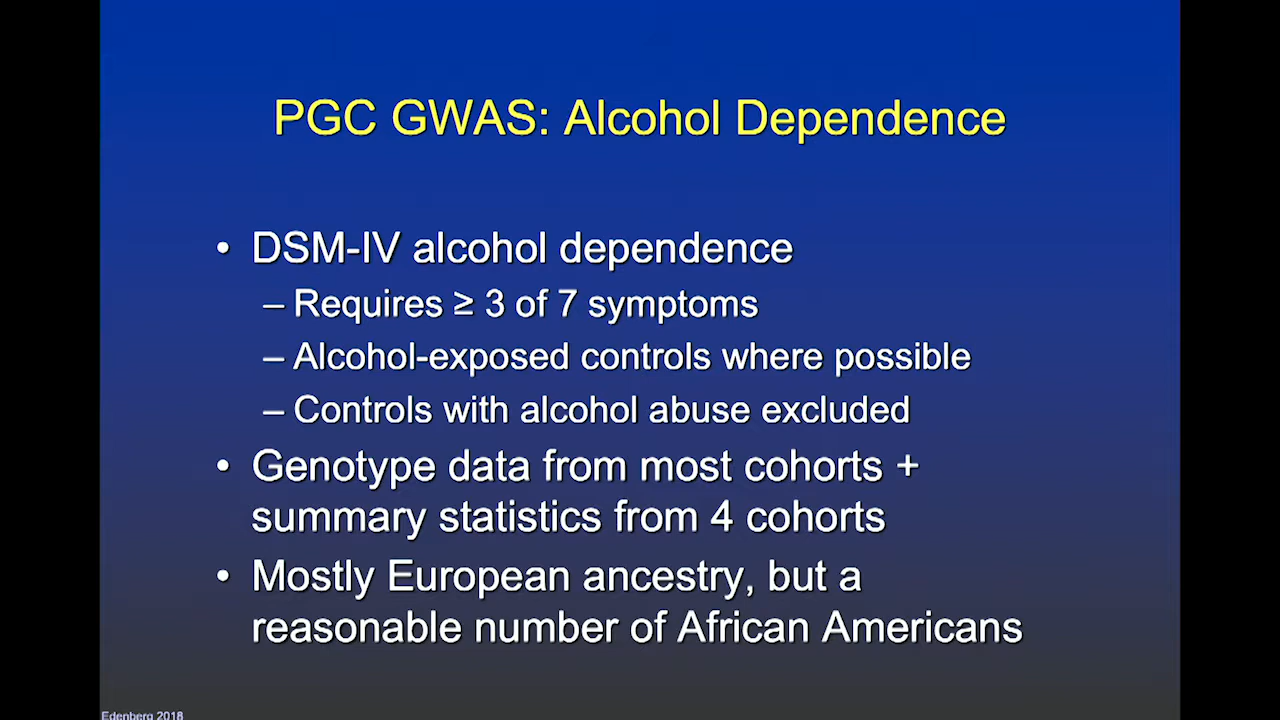 PGC GWAS: Alcohol Dependence
• DSM-IV alcohol dependence
– Requires ≥ 3 of 7 symptoms
– Alcohol-exposed controls where possible
– Controls with alcohol abuse excluded
• Genotype data from most cohorts +
summary statistics from 4 cohorts
• Mostly European ancestry, but a
reasonable number of African Americans
Edenberg 2018